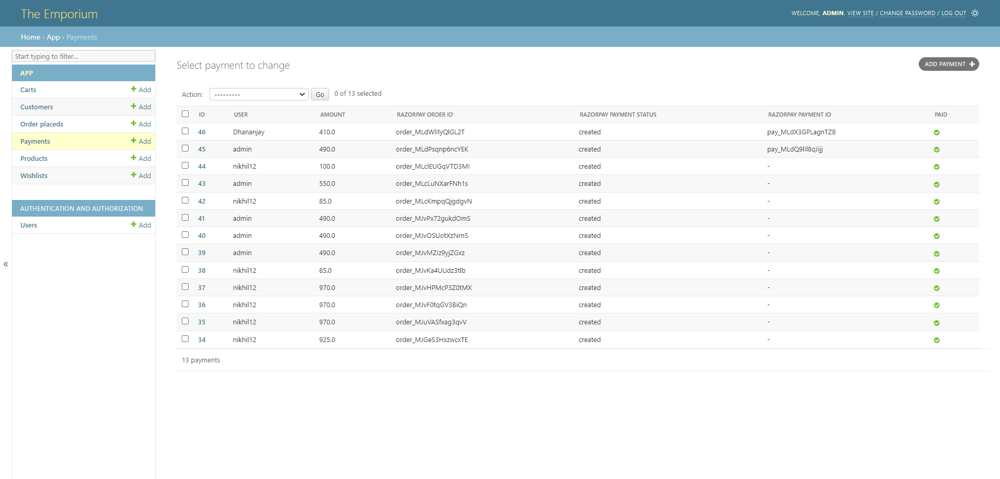 The Emporium
WELCOME, ADMIN. VIEW SITE / CHANGE PASSWORD / LOG OUT
Home › App › Payments
Start typing to filter...
APP
Carts + Add
Customers + Add
Order placeds + Add
Payments + Add
Products + Add
Wishlists + Add
AUTHENTICATION AND AUTHORIZATION
Users + Add
«
Select payment to change
ADD PAYMENT +
Action: --------- Go 0 of 13 selected
ID USER AMOUNT RAZORPAY ORDER ID RAZORPAY PAYMENT STATUS RAZORPAY PAYMENT ID PAID
46 Dhananjay 410.0 order_MLdWlIlyQlGL2T created pay_MLdX3GPLagnTZB
45 admin 490.0 order_MLdPsqnp6ncYEK created pay_MLdQ9lIl8qJijj
44 nikhil12 100.0 order_MLclEUGqVTD3MI created -
43 admin 550.0 order_MLcLuNXarFNh1s created -
42 nikhil12 85.0 order_MLcKmpqQjgdgvN created -
41 admin 490.0 order_MJvPx72gukdOmS created -
40 admin 490.0 order_MJvOSUotXzNrnS created -
39 admin 490.0 order_MJvMZIz9yjZGxz created -
38 nikhil12 85.0 order_MJvKa4UUdz3tlb created -
37 nikhil12 970.0 order_MJvHPMcP3Z0tMX created -
36 nikhil12 970.0 order_MJvF0tqGV3BiQn created -
35 nikhil12 970.0 order_MJuVASfxag3qvV created -
34 nikhil12 925.0 order_MJGeS3HxzwcxTE created -
13 payments